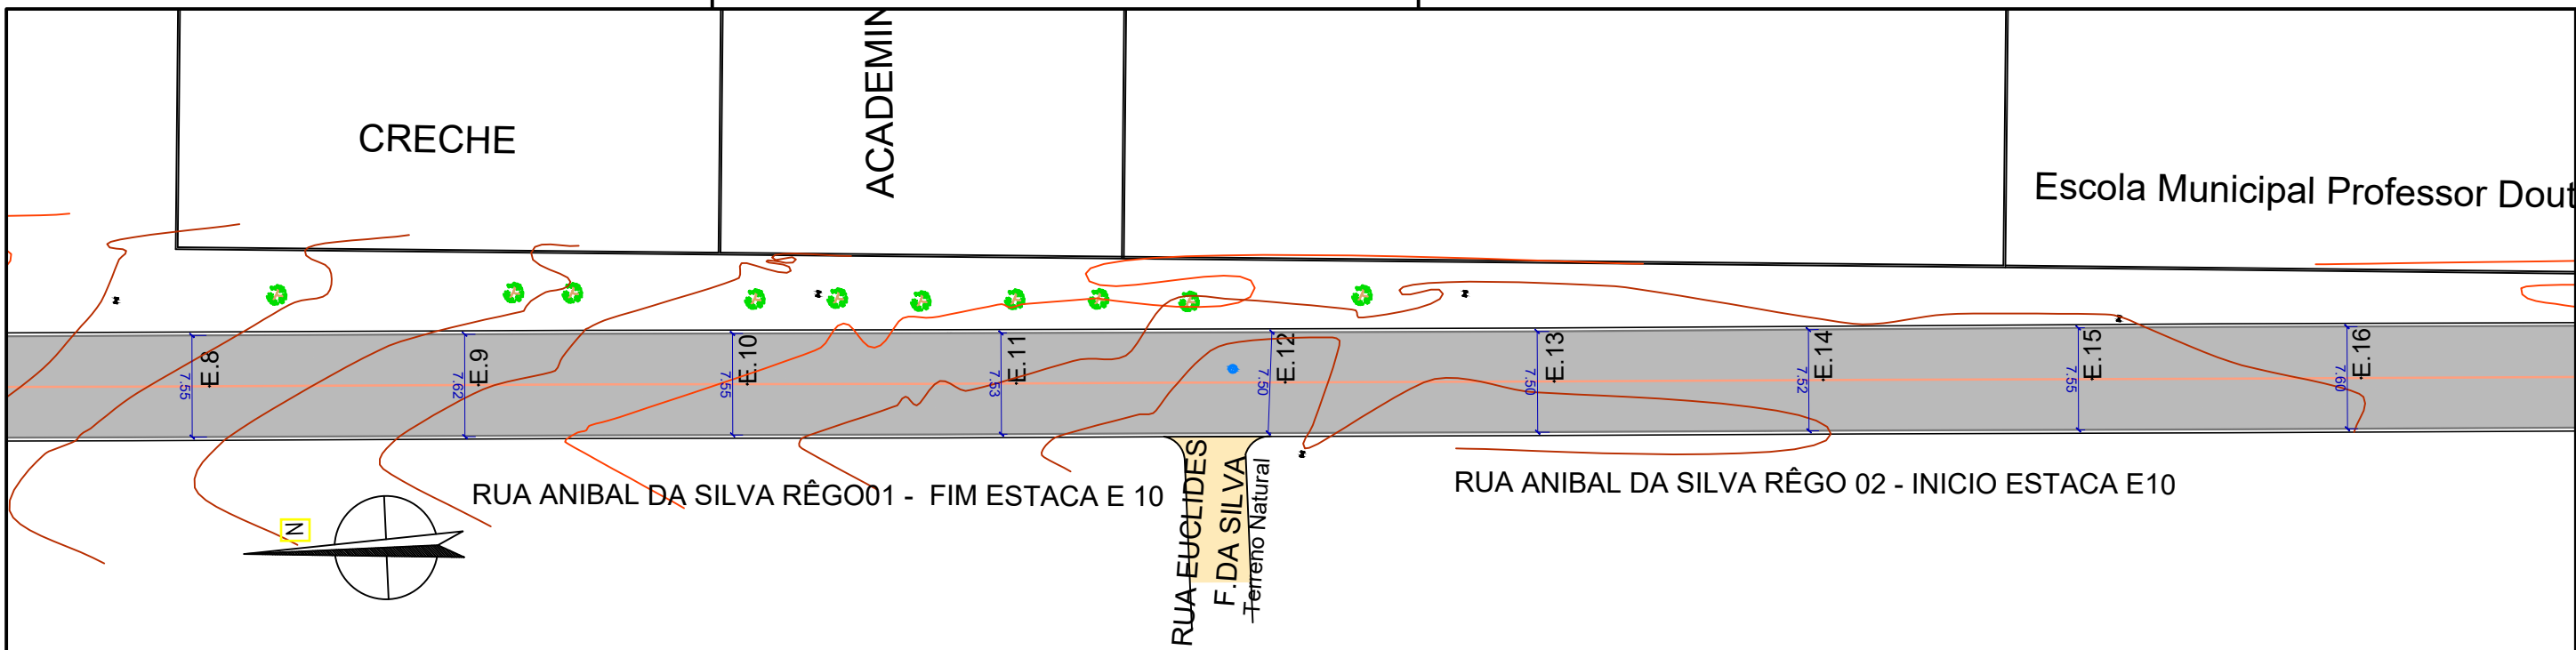 CRECHE
ACADEMIN
Escola Municipal Professor Dout
E.8
7.55
E.9
7.62
E.10
7.55
E.11
7.53
E.12
7.50
E.13
7.50
E.14
7.52
E.15
7.55
E.16
7.60
RUA ANIBAL DA SILVA RÊGO01 - FIM ESTACA E 10
RUA ANIBAL DA SILVA RÊGO 02 - INICIO ESTACA E10
N
RUA EUCLIDES
F.DA SILVA
Terreno Natural